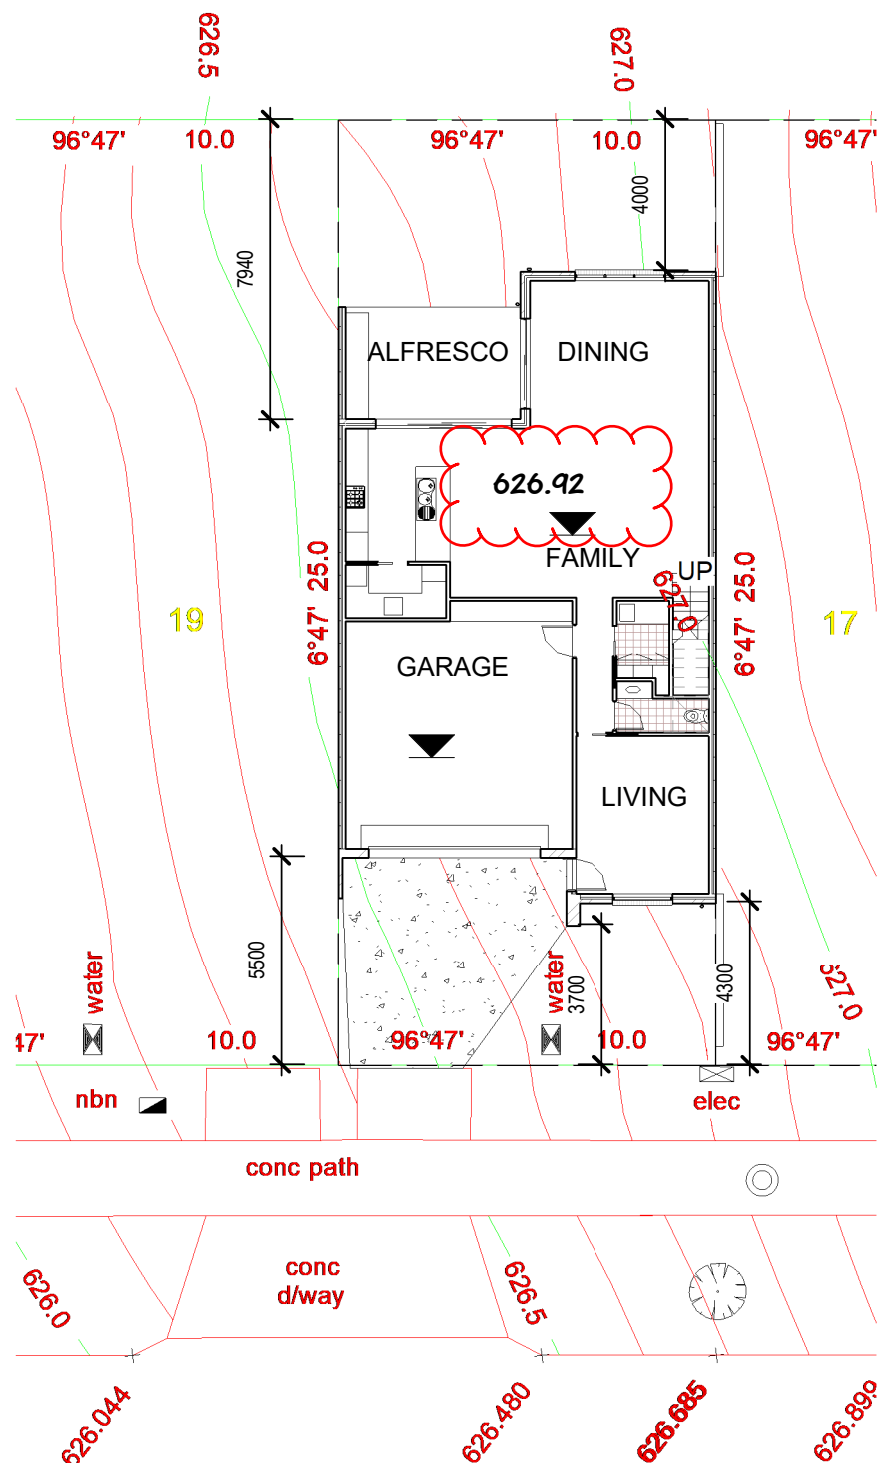 626.5
627.0
96°47'
10.0
96°47'
10.0
96°47'
4000
7940
ALFRESCO
DINING
626.92
FAMILY
UP
627.0
6°47' 25.0
6°47' 25.0
19
17
GARAGE
LIVING
5500
water
water
3700
4300
627.0
47'
10.0
96°47'
10.0
96°47'
nbn
elec
conc path
conc
d/way
626.0
626.5
626.044
626.480
626.685
626.899